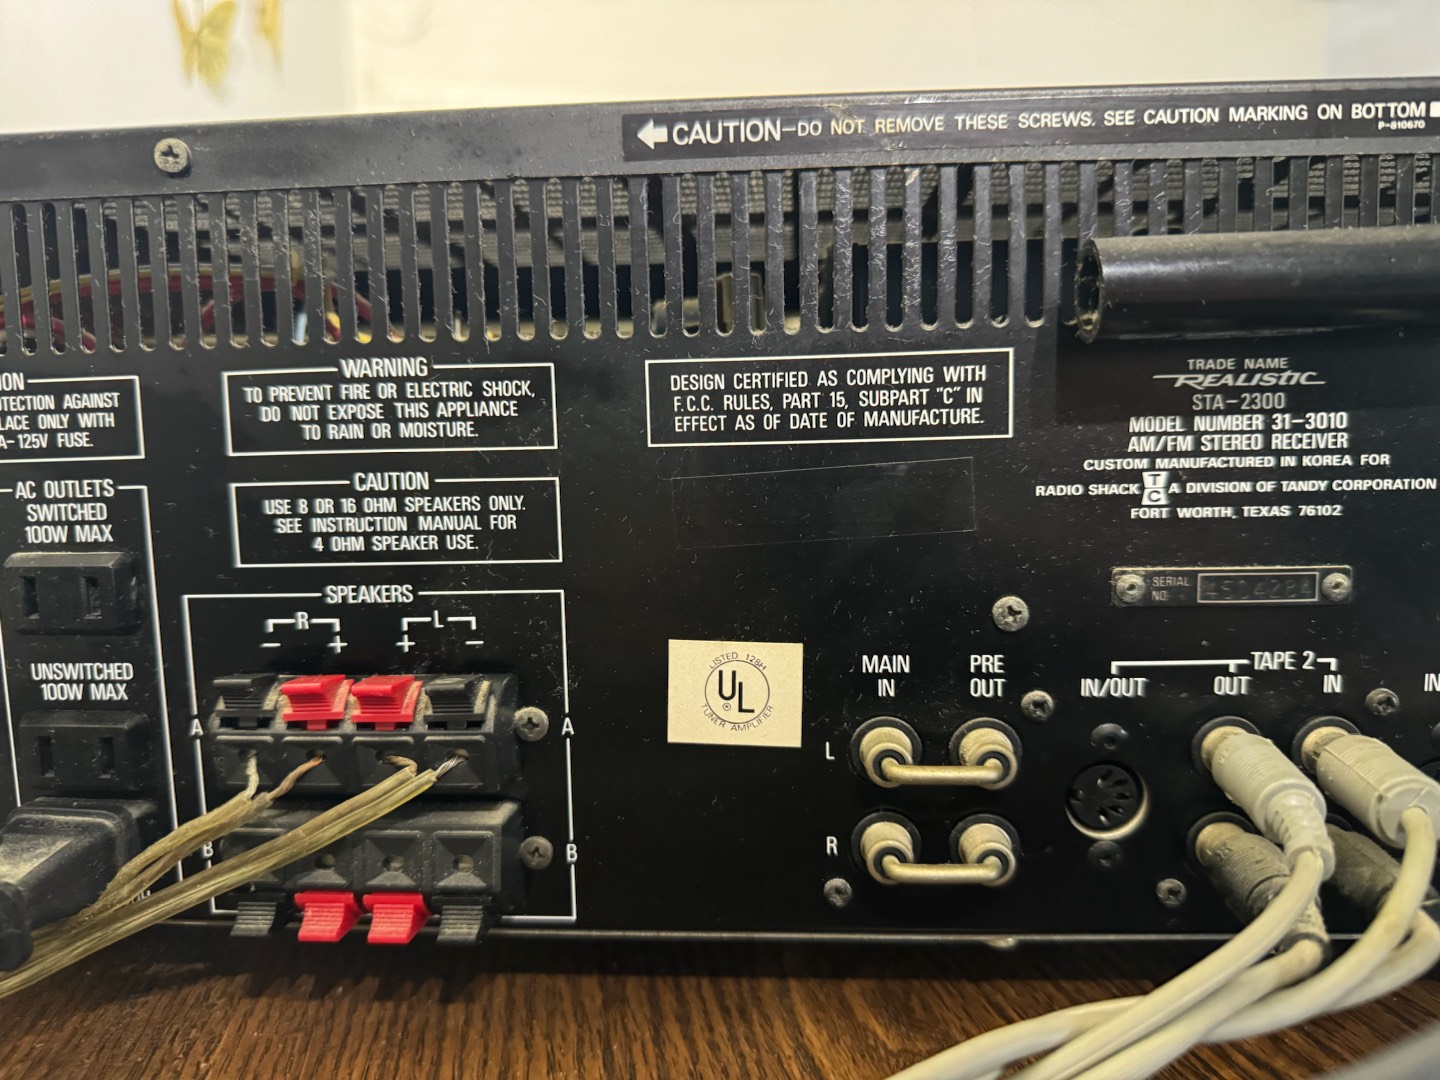 CAUTION—DO NOT REMOVE THESE SCREWS. SEE CAUTION MARKING ON BOTTOM
P-810670
ION
OTECTION AGAINST
LACE ONLY WITH
A-125V FUSE.
WARNING
TO PREVENT FIRE OR ELECTRIC SHOCK,
DO NOT EXPOSE THIS APPLIANCE
TO RAIN OR MOISTURE.
DESIGN CERTIFIED AS COMPLYING WITH
F.C.C. RULES, PART 15, SUBPART "C" IN
EFFECT AS OF DATE OF MANUFACTURE.
TRADE NAME
REALISTIC
STA-2300
MODEL NUMBER 31-3010
AM/FM STEREO RECEIVER
CUSTOM MANUFACTURED IN KOREA FOR
RADIO SHACK TC A DIVISION OF TANDY CORPORATION
FORT WORTH, TEXAS 76102
AC OUTLETS
SWITCHED
100W MAX
CAUTION
USE 8 OR 16 OHM SPEAKERS ONLY.
SEE INSTRUCTION MANUAL FOR
4 OHM SPEAKER USE.
SERIAL
NO.
UNSWITCHED
100W MAX
SPEAKERS
R L
- + + -
A A
B B
LISTED 128H
UL
®
TUNER AMPLIFIER
MAIN
IN
PRE
OUT
L
R
TAPE 2
IN/OUT OUT IN
IN